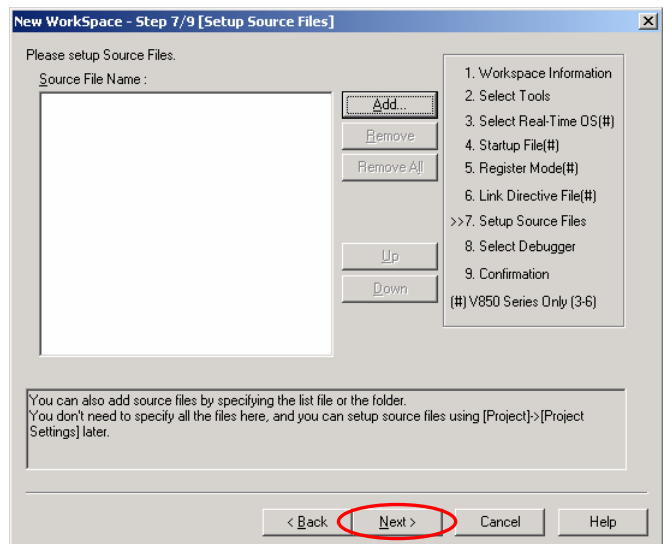 New WorkSpace - Step 7/9 [Setup Source Files]
Please setup Source Files.
Source File Name :
Add...
Remove
Remove All
Up
Down
1. Workspace Information
2. Select Tools
3. Select Real-Time OS(#)
4. Startup File(#)
5. Register Mode(#)
6. Link Directive File(#)
>>7. Setup Source Files
8. Select Debugger
9. Confirmation
(#) V850 Series Only (3-6)
You can also add source files by specifying the list file or the folder.
You don't need to specify all the files here, and you can setup source files using [Project]->[Project
Settings] later.
< Back
Next >
Cancel
Help